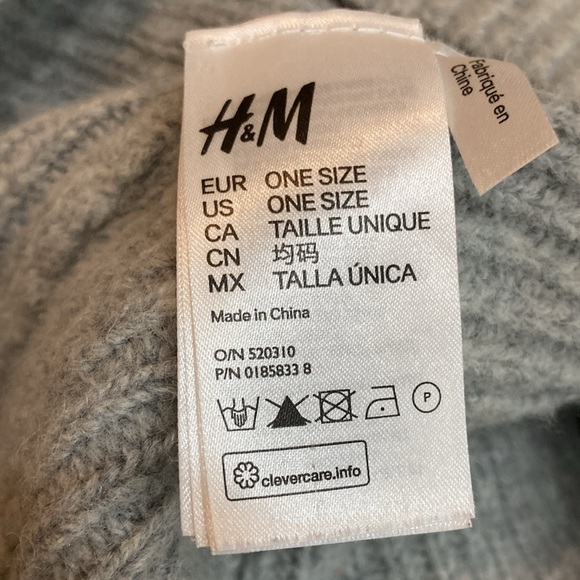 H&M
EUR ONE SIZE
US ONE SIZE
CA TAILLE UNIQUE
CN 均码
MX TALLA ÚNICA
Made in China
O/N 520310
P/N 0185833 8
P
clevercare.info
Fabriqué en
Chine